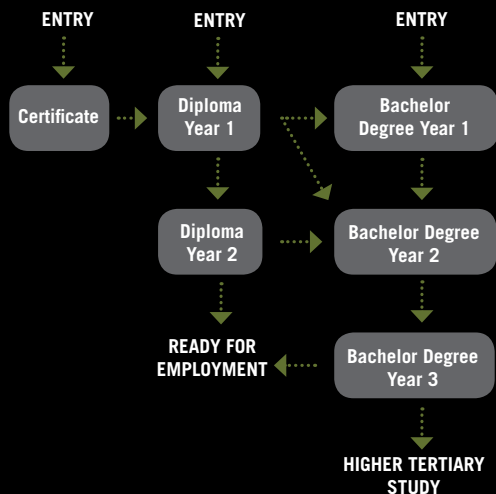 ENTRY
ENTRY
ENTRY
Certificate
Diploma
Year 1
Bachelor
Degree Year 1
Diploma
Year 2
Bachelor Degree
Year 2
READY FOR
EMPLOYMENT
Bachelor Degree
Year 3
HIGHER TERTIARY
STUDY